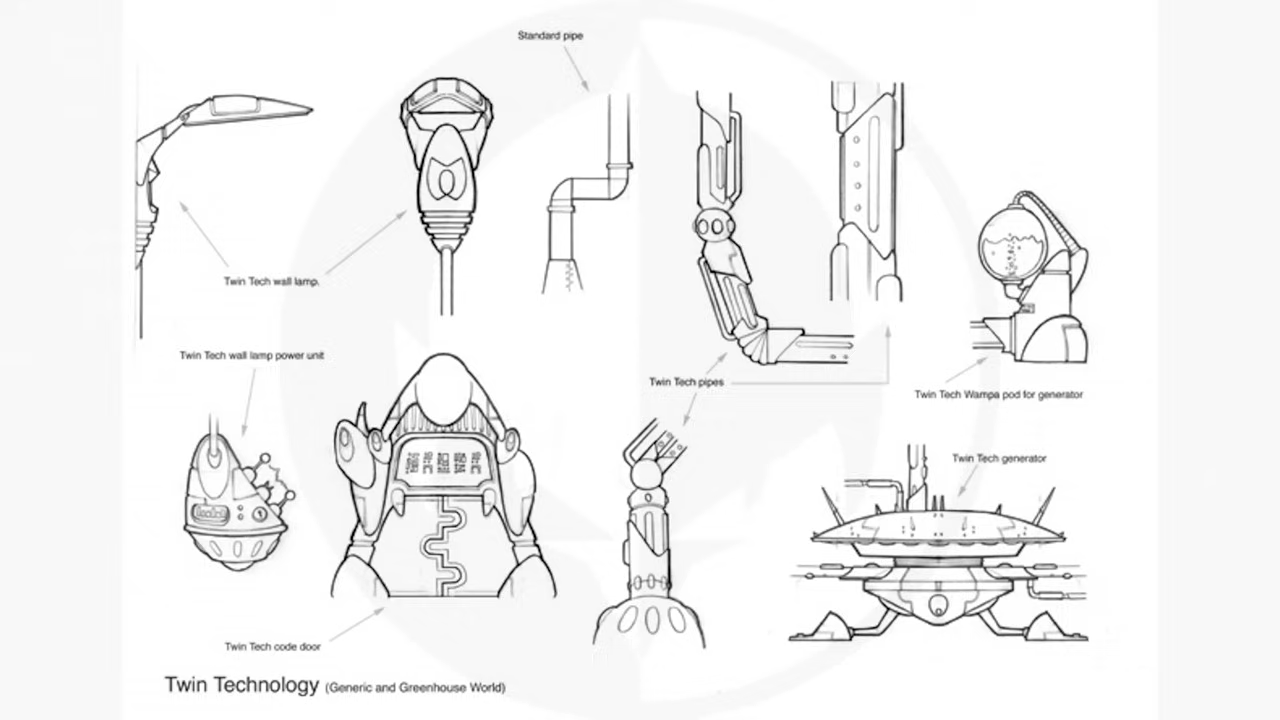 Standard pipe
Twin Tech wall lamp.
Twin Tech wall lamp power unit
Twin Tech pipes
Twin Tech Wampa pod for generator
Twin Tech generator
Twin Tech code door
Twin Technology (Generic and Greenhouse World)